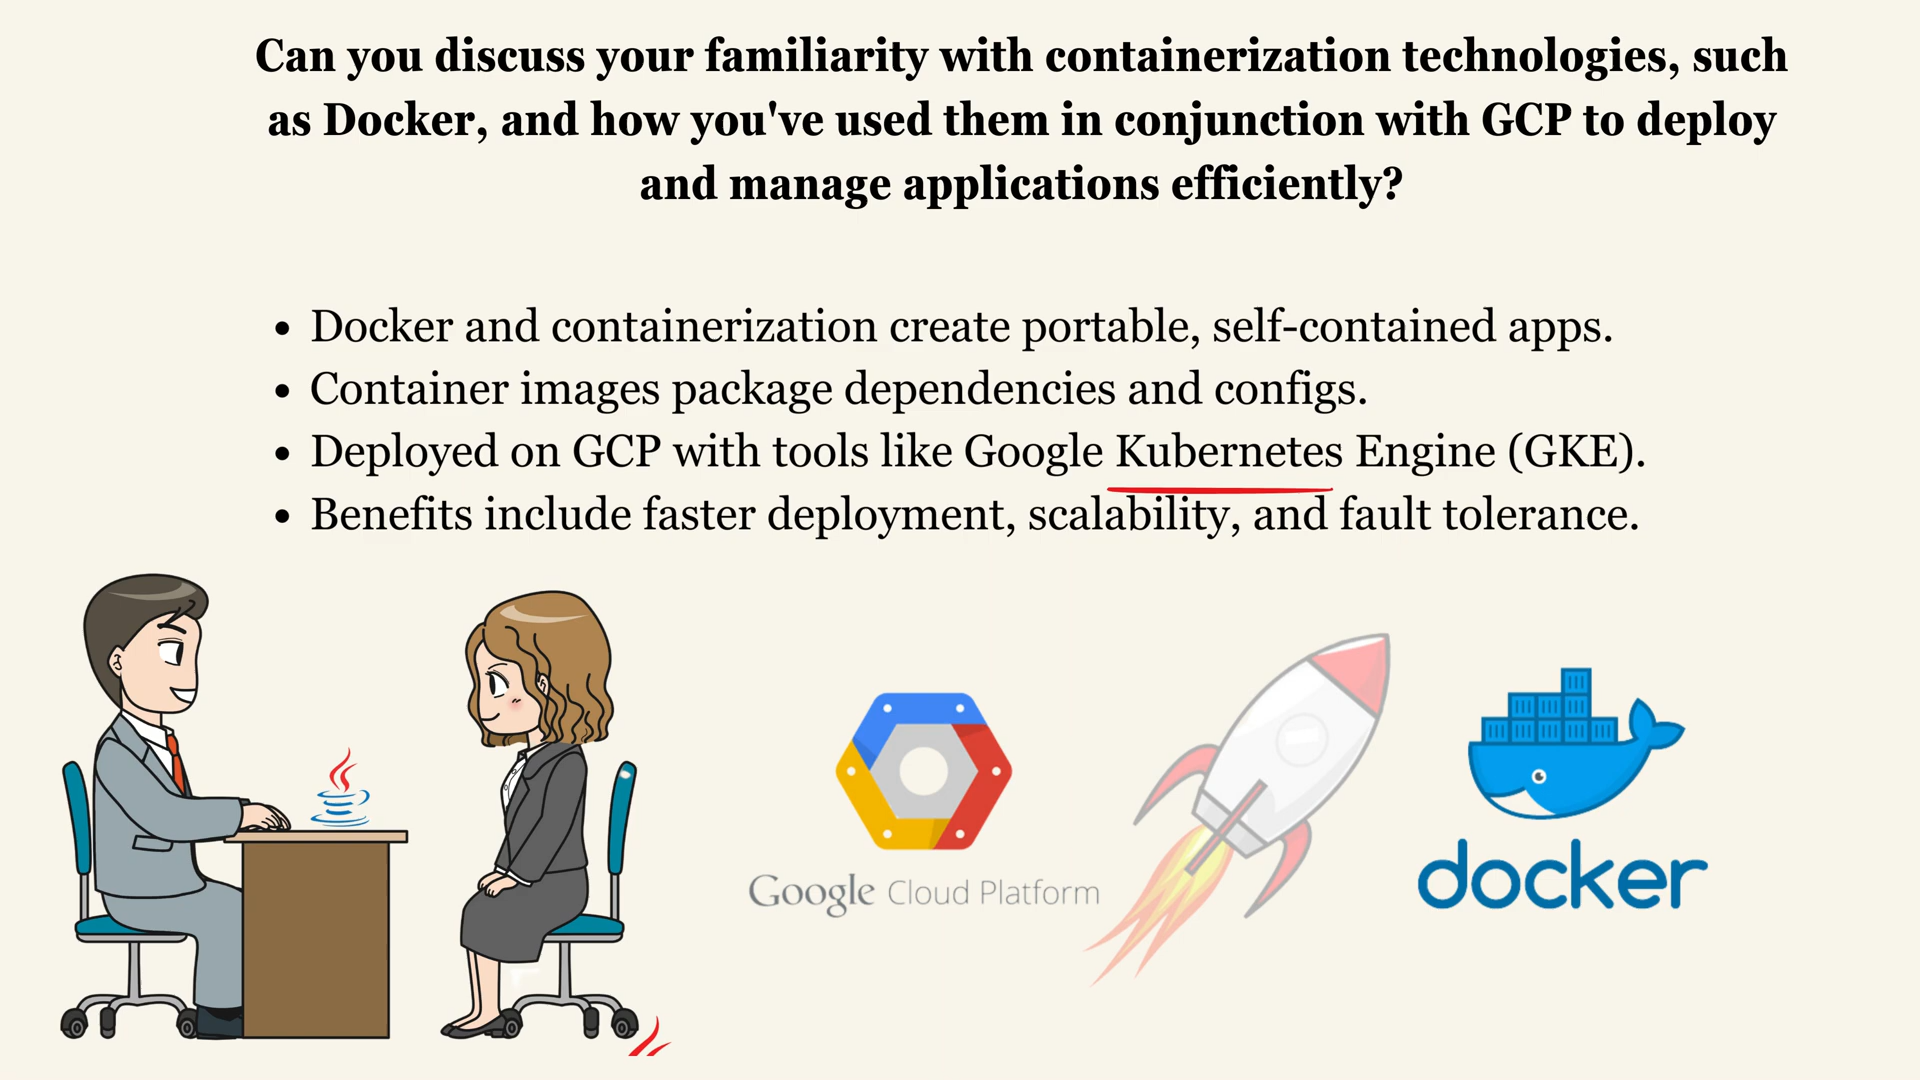 Can you discuss your familiarity with containerization technologies, such
as Docker, and how you've used them in conjunction with GCP to deploy
and manage applications efficiently?
• Docker and containerization create portable, self-contained apps.
• Container images package dependencies and configs.
• Deployed on GCP with tools like Google Kubernetes Engine (GKE).
• Benefits include faster deployment, scalability, and fault tolerance.
Google Cloud Platform
docker